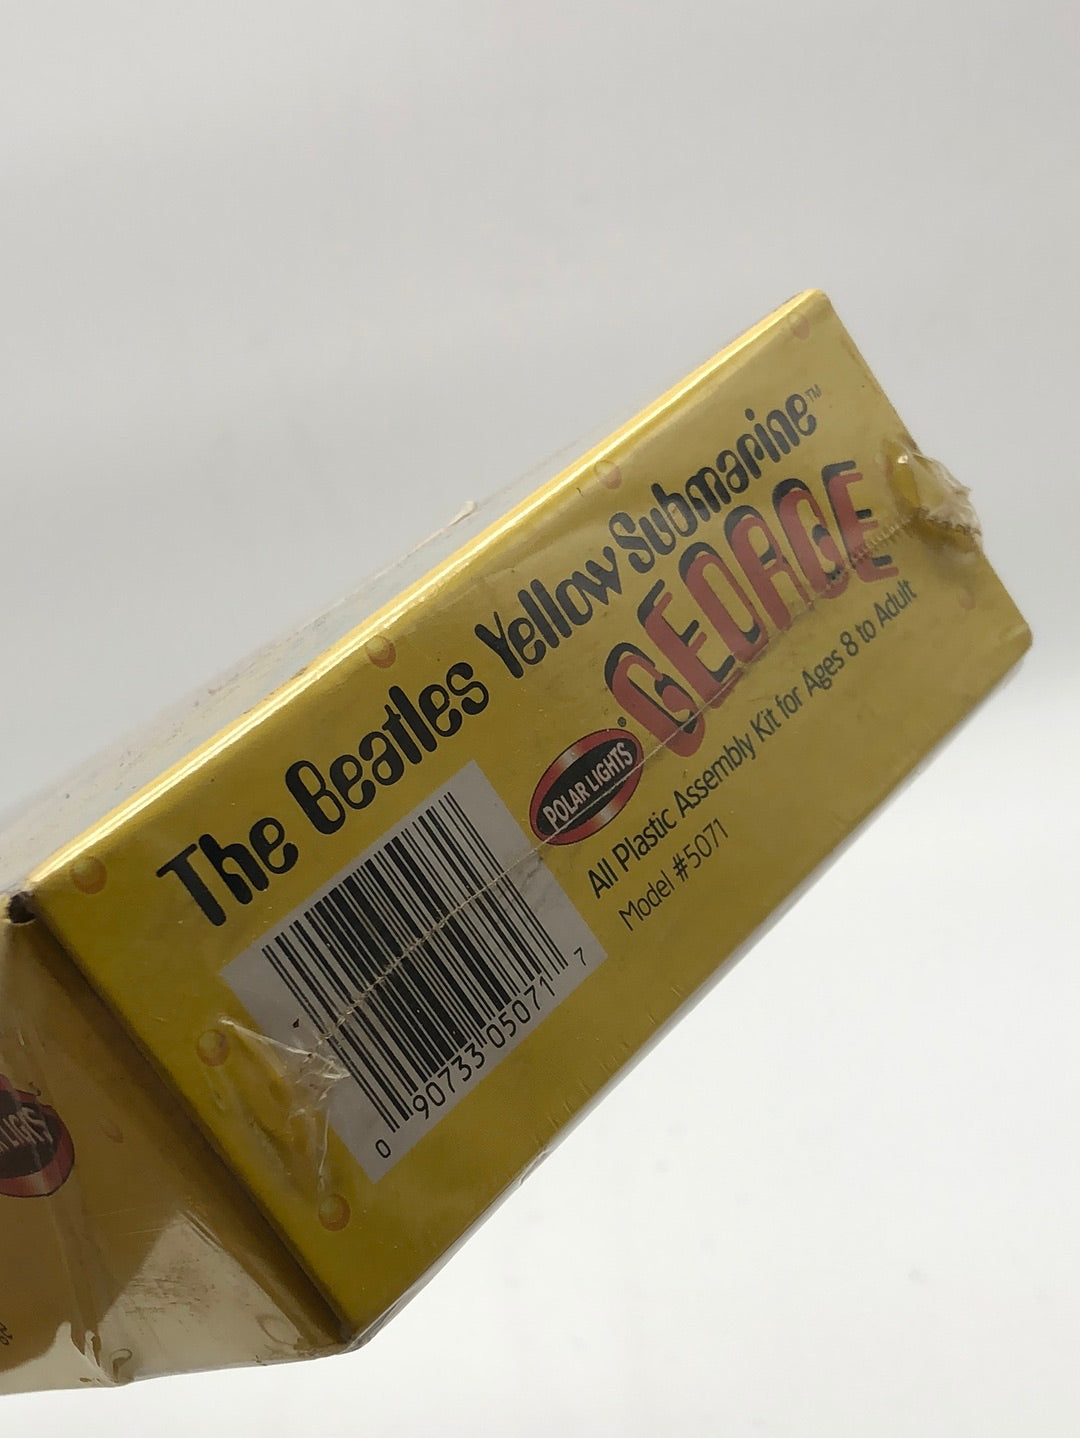 The Beatles Yellow Submarine™
GEORGE
POLAR LIGHTS®
All Plastic Assembly Kit for Ages 8 to Adult
Model #5071
0 90733 05071 7